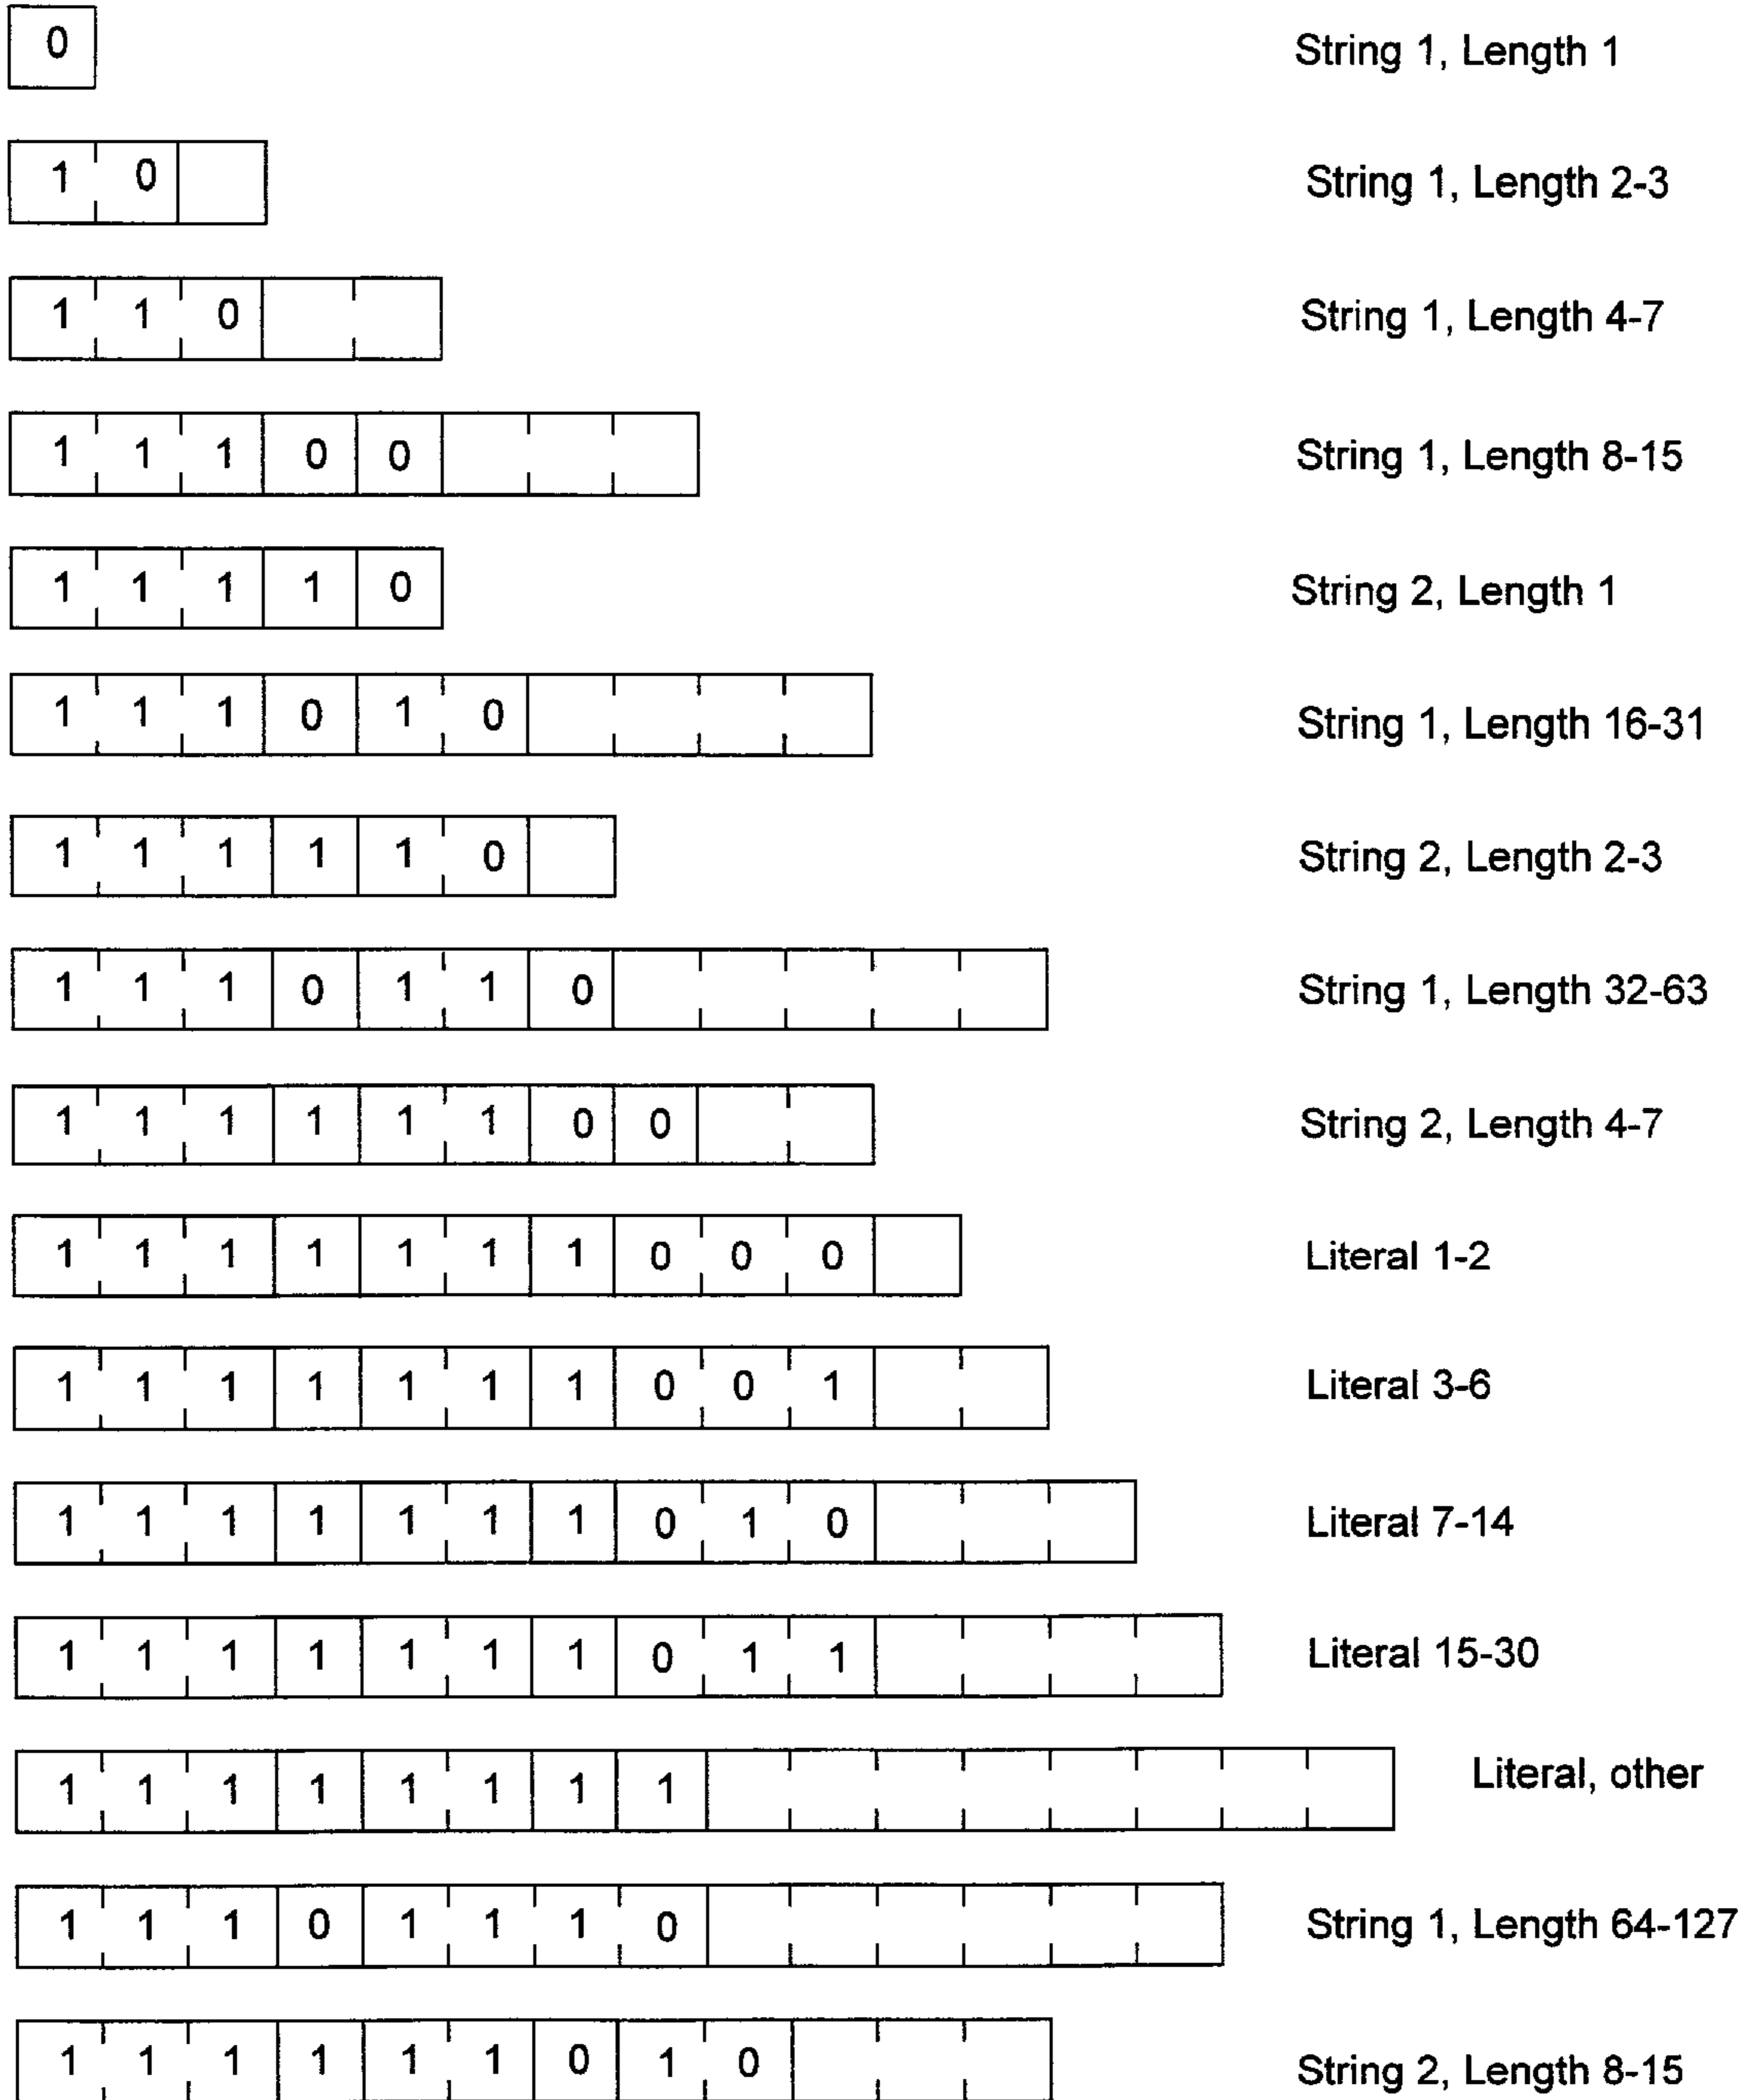 0 String 1, Length 1
1 0 String 1, Length 2-3
1 1 0 String 1, Length 4-7
1 1 1 0 0 String 1, Length 8-15
1 1 1 1 0 String 2, Length 1
1 1 1 0 1 0 String 1, Length 16-31
1 1 1 1 1 0 String 2, Length 2-3
1 1 1 0 1 1 0 String 1, Length 32-63
1 1 1 1 1 1 0 0 String 2, Length 4-7
1 1 1 1 1 1 1 0 0 0 Literal 1-2
1 1 1 1 1 1 1 0 0 1 Literal 3-6
1 1 1 1 1 1 1 0 1 0 Literal 7-14
1 1 1 1 1 1 1 0 1 1 Literal 15-30
1 1 1 1 1 1 1 1 Literal, other
1 1 1 0 1 1 1 0 String 1, Length 64-127
1 1 1 1 1 1 0 1 0 String 2, Length 8-15